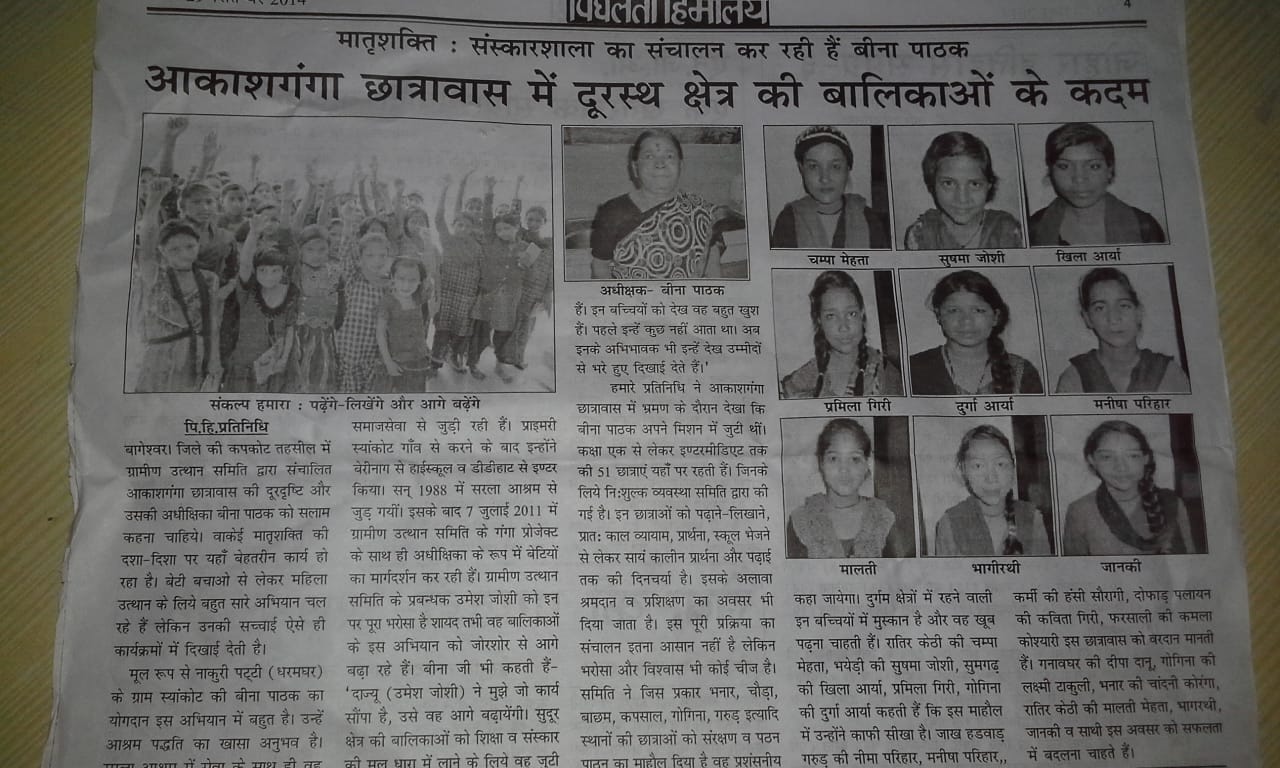 2014
पिघलता हिमालय
4
मातृशक्ति : संस्कारशाला का संचालन कर रही हैं बीना पाठक
आकाशगंगा छात्रावास में दूरस्थ क्षेत्र की बालिकाओं के कदम
संकल्प हमारा : पढ़ेंगे-लिखेंगे और आगे बढ़ेंगे
अधीक्षक- बीना पाठक
चम्पा मेहता
सुषमा जोशी
खिला आर्या
प्रमिला गिरी
दुर्गा आर्या
मनीषा परिहार
मालती
भागीरथी
जानकी
पि.हि.प्रतिनिधि
बागेश्वर। जिले की कपकोट तहसील में
ग्रामीण उत्थान समिति द्वारा संचालित
आकाशगंगा छात्रावास की दूरदृष्टि और
उसकी अधीक्षिका बीना पाठक को सलाम
कहना चाहिये। वाकेई मातृशक्ति की
दशा-दिशा पर यहाँ बेहतरीन कार्य हो
रहा है। बेटी बचाओ से लेकर महिला
उत्थान के लिये बहुत सारे अभियान चल
रहे हैं लेकिन उनकी सच्चाई ऐसे ही
कार्यक्रमों में दिखाई देती है।
मूल रूप से नाकुरी पट्टी (धरमघर)
के ग्राम स्यांकोट की बीना पाठक का
योगदान इस अभियान में बहुत है। उन्हें
आश्रम पद्धति का खासा अनुभव है।
समाजसेवा से जुड़ी रही हैं। प्राइमरी
स्यांकोट गाँव से करने के बाद इन्होंने
बेरीनाग से हाईस्कूल व डीडीहाट से इण्टर
किया। सन् 1988 में सरला आश्रम से
जुड़ गयीं। इसके बाद 7 जुलाई 2011 में
ग्रामीण उत्थान समिति के गंगा प्रोजेक्ट
के साथ ही अधीक्षिका के रूप में बेटियों
का मार्गदर्शन कर रही हैं। ग्रामीण उत्थान
समिति के प्रबन्धक उमेश जोशी को इन
पर पूरा भरोसा है शायद तभी वह बालिकाओं
के इस अभियान को जोरशोर से आगे
बढ़ा रहे हैं। बीना जी भी कहती हैं-
'दाज्यू (उमेश जोशी) ने मुझे जो कार्य
सौंपा है, उसे वह आगे बढ़ायेंगी। सुदूर
क्षेत्र की बालिकाओं को शिक्षा व संस्कार
की मूल धारा में लाने के लिये वह जुटी
हैं। इन बच्चियों को देख वह बहुत खुश
हैं। पहले इन्हें कुछ नहीं आता था। अब
इनके अभिभावक भी इन्हें देख उम्मीदों
से भरे हुए दिखाई देते हैं।'
हमारे प्रतिनिधि ने आकाशगंगा
छात्रावास में भ्रमण के दौरान देखा कि
बीना पाठक अपने मिशन में जुटी थीं।
कक्षा एक से लेकर इण्टरमीडिएट तक
की 51 छात्राएं यहाँ पर रहती हैं। जिनके
लिये नि:शुल्क व्यवस्था समिति द्वारा की
गई है। इन छात्राओं को पढ़ाने-लिखाने,
प्रात: काल व्यायाम, प्रार्थना, स्कूल भेजने
से लेकर सायं कालीन प्रार्थना और पढ़ाई
तक की दिनचर्या है। इसके अलावा
श्रमदान व प्रशिक्षण का अवसर भी
दिया जाता है। इस पूरी प्रक्रिया का
संचालन इतना आसान नहीं है लेकिन
भरोसा और विश्वास भी कोई चीज है।
समिति ने जिस प्रकार भनार, चौड़ा,
बाछम, कपसाल, गोगिना, गरुड़ इत्यादि
स्थानों की छात्राओं को संरक्षण व पठन
पाठन का माहौल दिया है वह प्रशंसनीय
कहा जायेगा। दुर्गम क्षेत्रों में रहने वाली
इन बच्चियों में मुस्कान है और वह खूब
पढ़ना चाहती हैं। रातिर केठी की चम्पा
मेहता, भयेड़ी की सुषमा जोशी, सुमगढ़
की खिला आर्या, प्रमिला गिरी, गोगिना
की दुर्गा आर्या कहती हैं कि इस माहौल
में उन्होंने काफी सीखा है। जाख हडवाड़
गरुड़ की नीमा परिहार, मनीषा परिहार,,
कर्मी की हंसी सौरागी, दोफाड़ पलायन
की कविता गिरी, फरसाली की कमला
कोश्यारी इस छात्रावास को वरदान मानती
हैं। गनावघर की दीपा दानू, गोगिना की
लक्ष्मी टाकुली, भनार की चांदनी कोरंगा,
रातिर केठी की मालती मेहता, भागरथी,
जानकी व साथी इस अवसर को सफलता
में बदलना चाहते हैं।